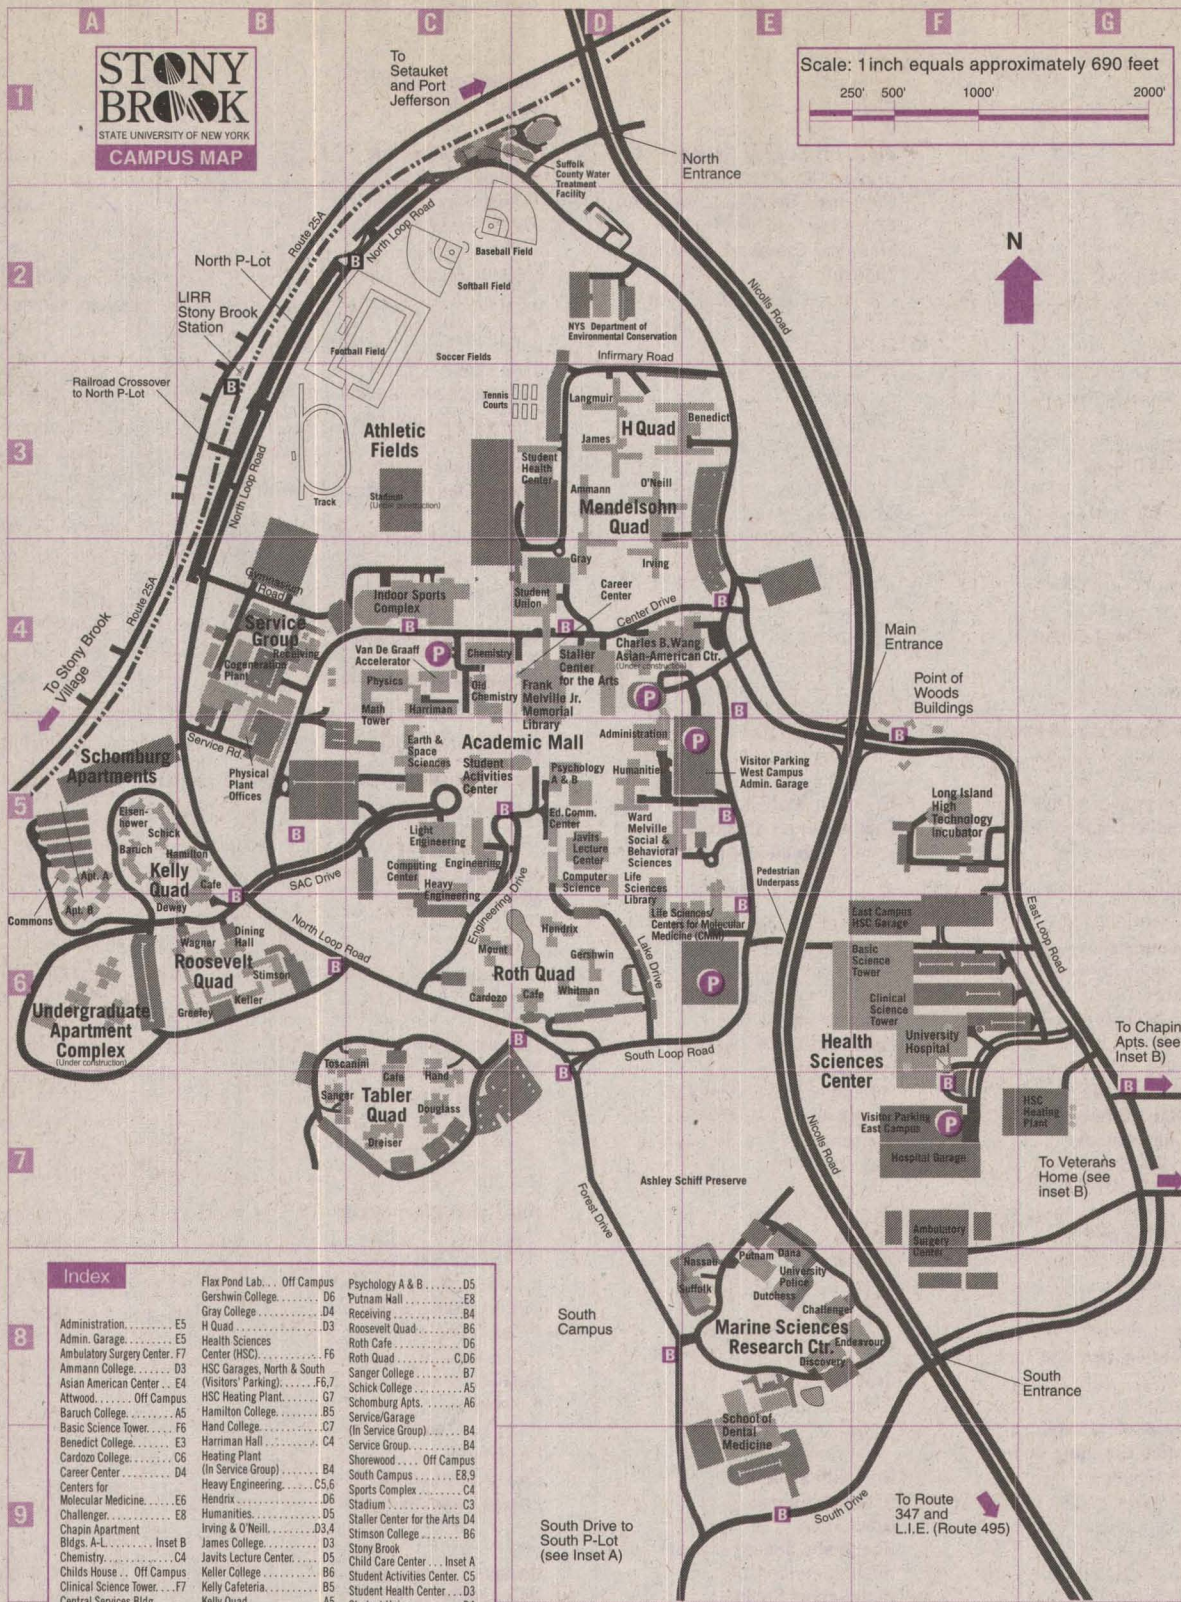 A B C D E F G
1
2
3
4
5
6
7
8
9
STONY
BROOK
STATE UNIVERSITY OF NEW YORK
CAMPUS MAP
To
Setauket
and Port
Jefferson
Scale: 1 inch equals approximately 690 feet
250' 500' 1000' 2000'
North
Entrance
Suffolk
County Water
Treatment
Facility
N
Route 25A
North Loop Road
North P-Lot
LIRR
Stony Brook
Station
Baseball Field
Softball Field
Nicolls Road
NYS Department of
Environmental Conservation
Football Field
Soccer Fields
Infirmary Road
Railroad Crossover
to North P-Lot
Tennis
Courts
Langmuir
Benedict
H Quad
James
Athletic
Fields
Student
Health
Center
O'Neill
Ammann
Mendelsohn
Quad
Stadium
(Under construction)
Track
North Loop Road
Gray
Irving
Gymnasium
Road
Indoor Sports
Complex
Student
Union
Career
Center
Center Drive
Route 25A
Service
Group
Receiving
Cogeneration
Plant
Van De Graaff
Accelerator
P
Chemistry
Staller
Center
for the Arts
Charles B. Wang
Asian-American Ctr.
(Under construction)
Main
Entrance
To Stony Brook
Village
Physics
Old
Chemistry
Frank
Melville Jr.
Memorial
Library
P
Point of
Woods
Buildings
Math
Tower
Harriman
Service Rd.
Earth &
Space
Sciences
Academic Mall
Administration
P
Schomburg
Apartments
Physical
Plant
Offices
Student
Activities
Center
Psychology
A & B
Humanities
Visitor Parking
West Campus
Admin. Garage
Eisen-
hower
Schick
Baruch
Hamilton
Kelly
Quad
Cafe
Dewey
Light
Engineering
Ed. Comm.
Center
Javits
Lecture
Center
Ward
Melville
Social &
Behavioral
Sciences
Long Island
High
Technology
Incubator
Apt. A
Apt. B
Commons
SAC Drive
Computing
Center
Engineering
Heavy
Engineering
Computer
Science
Life
Sciences
Library
Pedestrian
Underpass
Engineering Drive
Life Sciences/
Centers for Molecular
Medicine (CMM)
East Campus
HSC Garage
East Loop Road
Wagner
Dining
Hall
Roosevelt
Quad
Stimson
Keller
Greeley
North Loop Road
Hendrix
Mount
Gershwin
Roth Quad
Cardozo
Cafe
Whitman
Lake Drive
P
Basic
Science
Tower
Clinical
Science
Tower
University
Hospital
Undergraduate
Apartment
Complex
(Under construction)
South Loop Road
Health
Sciences
Center
To Chapin
Apts. (see
Inset B)
Toscanini
Cafe
Hand
Sanger
Tabler
Quad
Douglass
Dreiser
Visitor Parking
East Campus
P
HSC
Heating
Plant
Hospital Garage
To Veterans
Home (see
inset B)
Nicolls Road
Forest Drive
Ashley Schiff Preserve
Ambulatory
Surgery
Center
Nassau
Suffolk
Putnam
Dana
University
Police
Dutchess
Challenger
Endeavour
Discovery
Marine Sciences
Research Ctr.
South
Campus
South
Entrance
School of
Dental
Medicine
South Drive
To Route
347 and
L.I.E. (Route 495)
South Drive to
South P-Lot
(see Inset A)
Index
Administration.......... E5
Admin. Garage.......... E5
Ambulatory Surgery Center. F7
Ammann College....... D3
Asian American Center .. E4
Attwood...... Off Campus
Baruch College......... A5
Basic Science Tower..... F6
Benedict College....... E3
Cardozo College........ C6
Career Center ......... D4
Centers for
Molecular Medicine..... E6
Challenger............ E8
Chapin Apartment
Bldgs. A-L........ Inset B
Chemistry............ C4
Childs House .. Off Campus
Clinical Science Tower.... F7
Central Services Bldg.
Flax Pond Lab... Off Campus
Gershwin College........ D6
Gray College .......... D4
H Quad............... D3
Health Sciences
Center (HSC).......... F6
HSC Garages, North & South
(Visitors' Parking)..... F6,7
HSC Heating Plant...... G7
Hamilton College....... B5
Hand College.......... C7
Harriman Hall ......... C4
Heating Plant
(In Service Group) ...... B4
Heavy Engineering..... C5,6
Hendrix .............. D6
Humanities............ D5
Irving & O'Neill....... D3,4
James College......... D3
Javits Lecture Center.... D5
Keller College ......... B6
Kelly Cafeteria......... B5
Kelly Quad............ A5
Psychology A & B ....... D5
Putnam Hall .......... E8
Receiving ............ B4
Roosevelt Quad ........ B6
Roth Cafe ............ D6
Roth Quad .......... C,D6
Sanger College ........ B7
Schick College ........ A5
Schomburg Apts. ...... A6
Service/Garage
(In Service Group) ...... B4
Service Group......... B4
Shorewood .... Off Campus
South Campus ....... E8,9
Sports Complex ....... C4
Stadium ............. C3
Staller Center for the Arts D4
Stimson College....... B6
Stony Brook
Child Care Center ... Inset A
Student Activities Center. C5
Student Health Center ... D3